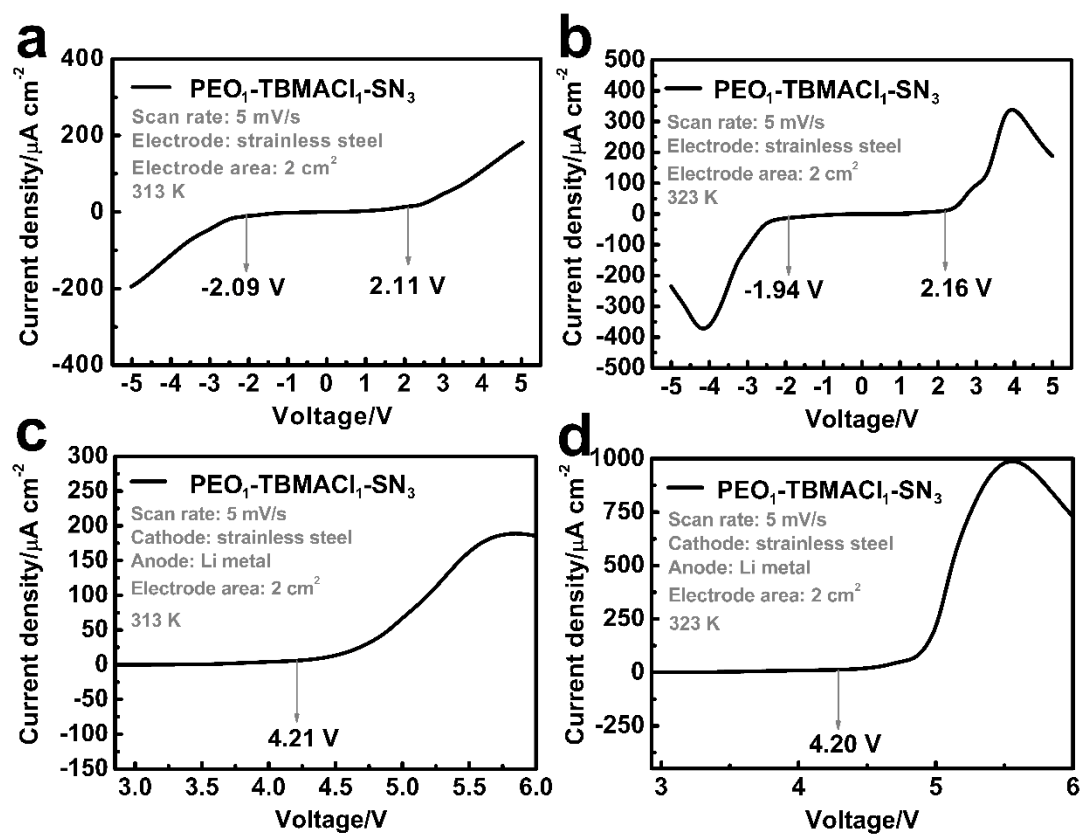 a
400
200
0
-200
-400
Current density/μA cm⁻²
PEO₁-TBMACl₁-SN₃
Scan rate: 5 mV/s
Electrode: strainless steel
Electrode area: 2 cm²
313 K
-2.09 V
2.11 V
-5 -4 -3 -2 -1 0 1 2 3 4 5
Voltage/V
b
500
400
300
200
100
0
-100
-200
-300
-400
-500
Current density/μA cm⁻²
PEO₁-TBMACl₁-SN₃
Scan rate: 5 mV/s
Electrode: strainless steel
Electrode area: 2 cm²
323 K
-1.94 V
2.16 V
-5 -4 -3 -2 -1 0 1 2 3 4 5
Voltage/V
c
300
250
200
150
100
50
0
-50
-100
-150
Current density/μA cm⁻²
PEO₁-TBMACl₁-SN₃
Scan rate: 5 mV/s
Cathode: strainless steel
Anode: Li metal
Electrode area: 2 cm²
313 K
4.21 V
3.0 3.5 4.0 4.5 5.0 5.5 6.0
Voltage/V
d
1000
750
500
250
0
-250
Current density/μA cm⁻²
PEO₁-TBMACl₁-SN₃
Scan rate: 5 mV/s
Cathode: strainless steel
Anode: Li metal
Electrode area: 2 cm²
323 K
4.20 V
3 4 5 6
Voltage/V